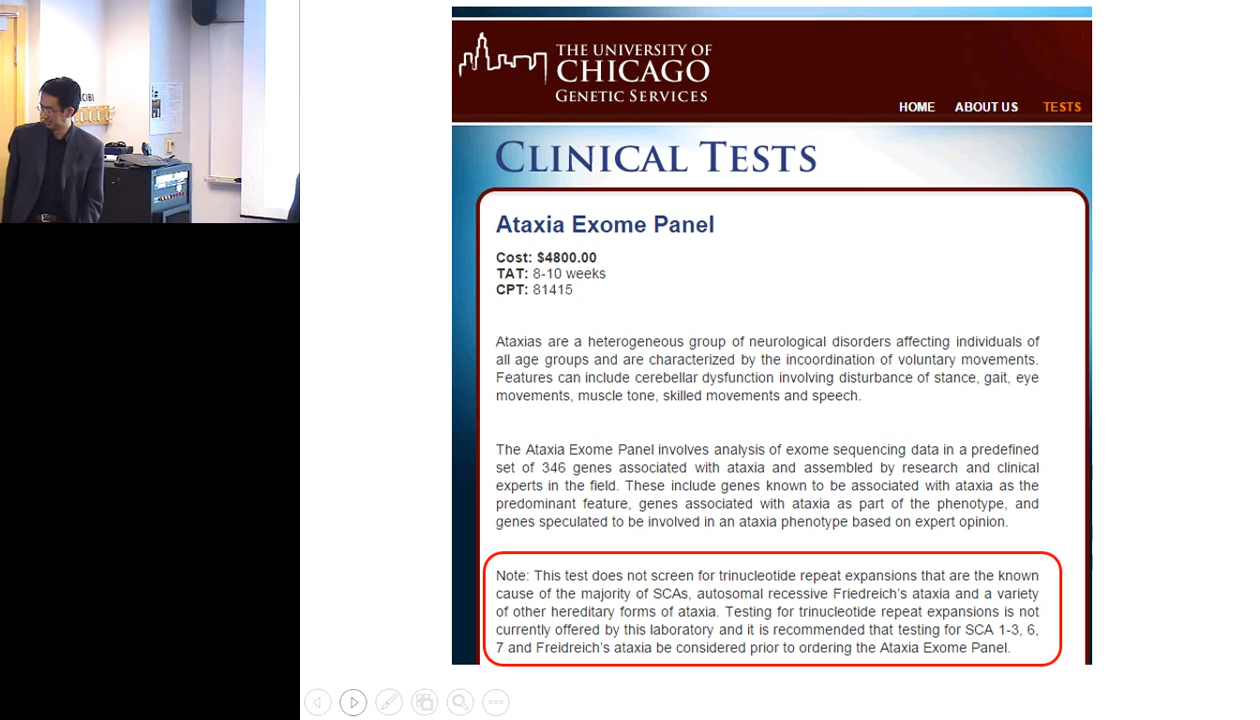 CIBI
THE UNIVERSITY OF
CHICAGO
GENETIC SERVICES
HOME ABOUT US TESTS
CLINICAL TESTS
Ataxia Exome Panel
Cost: $4800.00
TAT: 8-10 weeks
CPT: 81415
Ataxias are a heterogeneous group of neurological disorders affecting individuals of
all age groups and are characterized by the incoordination of voluntary movements.
Features can include cerebellar dysfunction involving disturbance of stance, gait, eye
movements, muscle tone, skilled movements and speech.
The Ataxia Exome Panel involves analysis of exome sequencing data in a predefined
set of 346 genes associated with ataxia and assembled by research and clinical
experts in the field. These include genes known to be associated with ataxia as the
predominant feature, genes associated with ataxia as part of the phenotype, and
genes speculated to be involved in an ataxia phenotype based on expert opinion.
Note: This test does not screen for trinucleotide repeat expansions that are the known
cause of the majority of SCAs, autosomal recessive Friedreich's ataxia and a variety
of other hereditary forms of ataxia. Testing for trinucleotide repeat expansions is not
currently offered by this laboratory and it is recommended that testing for SCA 1-3, 6,
7 and Freidreich's ataxia be considered prior to ordering the Ataxia Exome Panel.